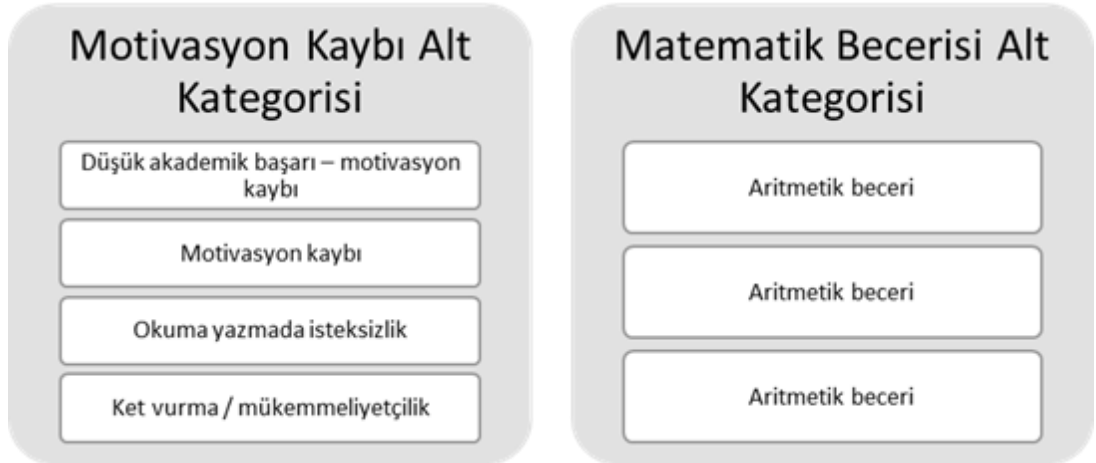 Motivasyon Kaybı Alt
Kategorisi
Düşük akademik başarı – motivasyon
kaybı
Motivasyon kaybı
Okuma yazmada isteksizlik
Ket vurma / mükemmeliyetçilik
Matematik Becerisi Alt
Kategorisi
Aritmetik beceri
Aritmetik beceri
Aritmetik beceri